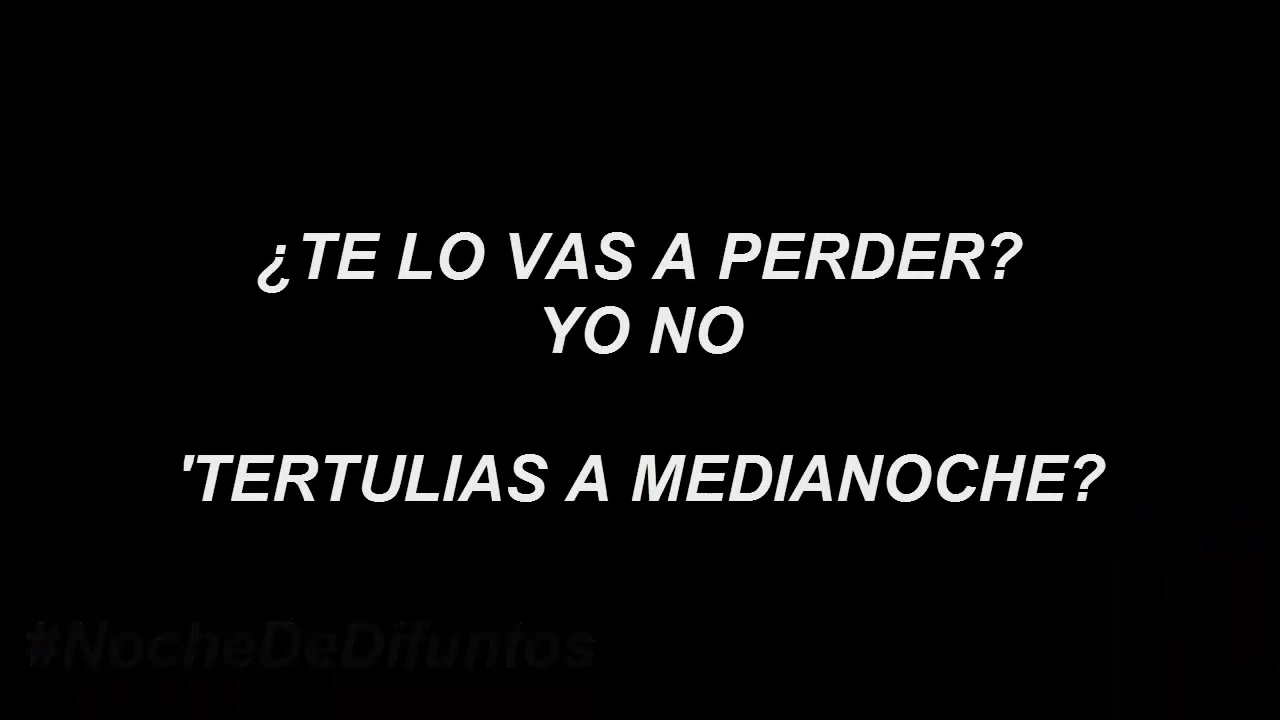 ¿TE LO VAS A PERDER?
YO NO
'TERTULIAS A MEDIANOCHE?
#NocheDeDifuntos